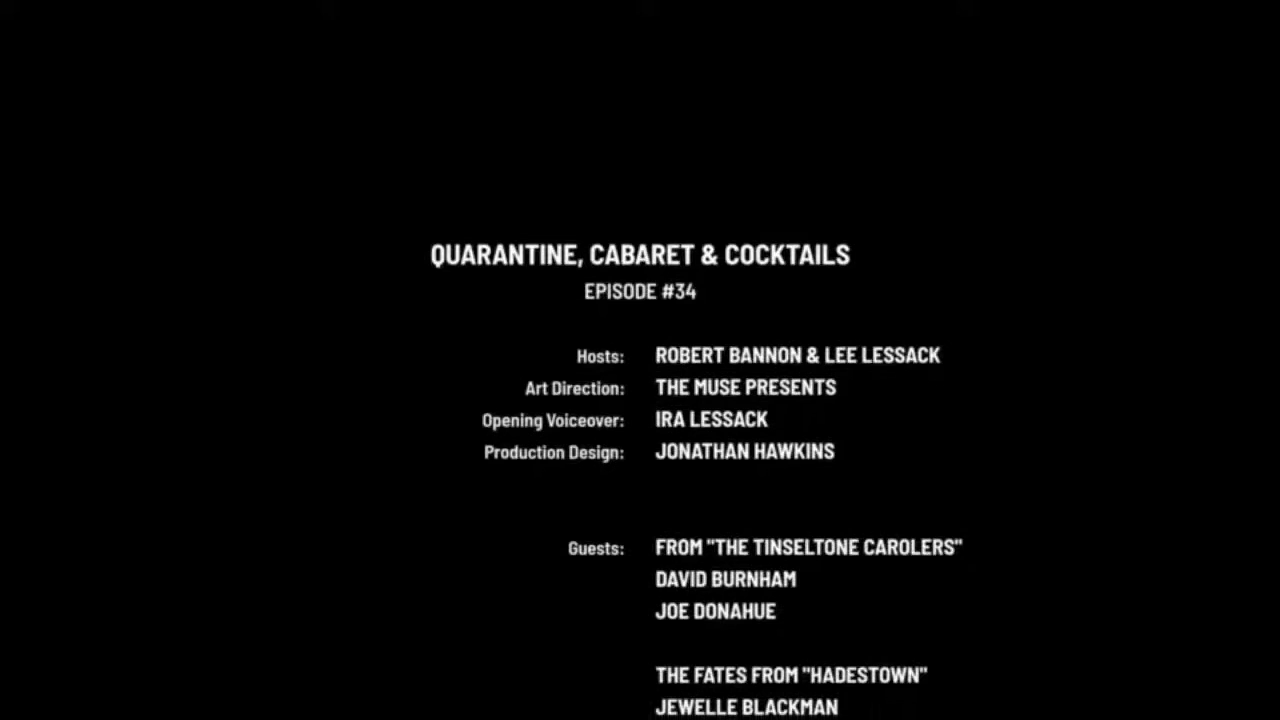 QUARANTINE, CABARET & COCKTAILS
EPISODE #34
Hosts: ROBERT BANNON & LEE LESSACK
Art Direction: THE MUSE PRESENTS
Opening Voiceover: IRA LESSACK
Production Design: JONATHAN HAWKINS
Guests: FROM "THE TINSELTONE CAROLERS"
DAVID BURNHAM
JOE DONAHUE
THE FATES FROM "HADESTOWN"
JEWELLE BLACKMAN